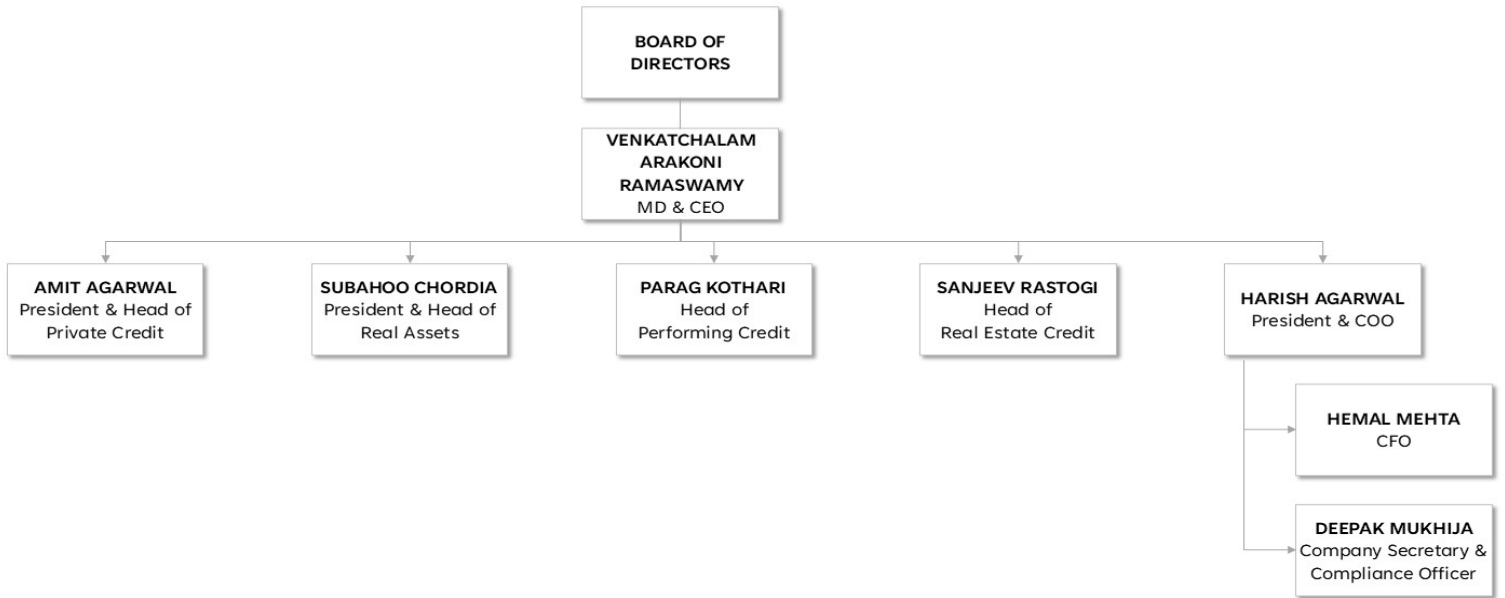 BOARD OF
DIRECTORS
VENKATCHALAM
ARAKONI
RAMASWAMY
MD & CEO
AMIT AGARWAL
President & Head of
Private Credit
SUBAHOO CHORDIA
President & Head of
Real Assets
PARAG KOTHARI
Head of
Performing Credit
SANJEEV RASTOGI
Head of
Real Estate Credit
HARISH AGARWAL
President & COO
HEMAL MEHTA
CFO
DEEPAK MUKHIJA
Company Secretary &
Compliance Officer